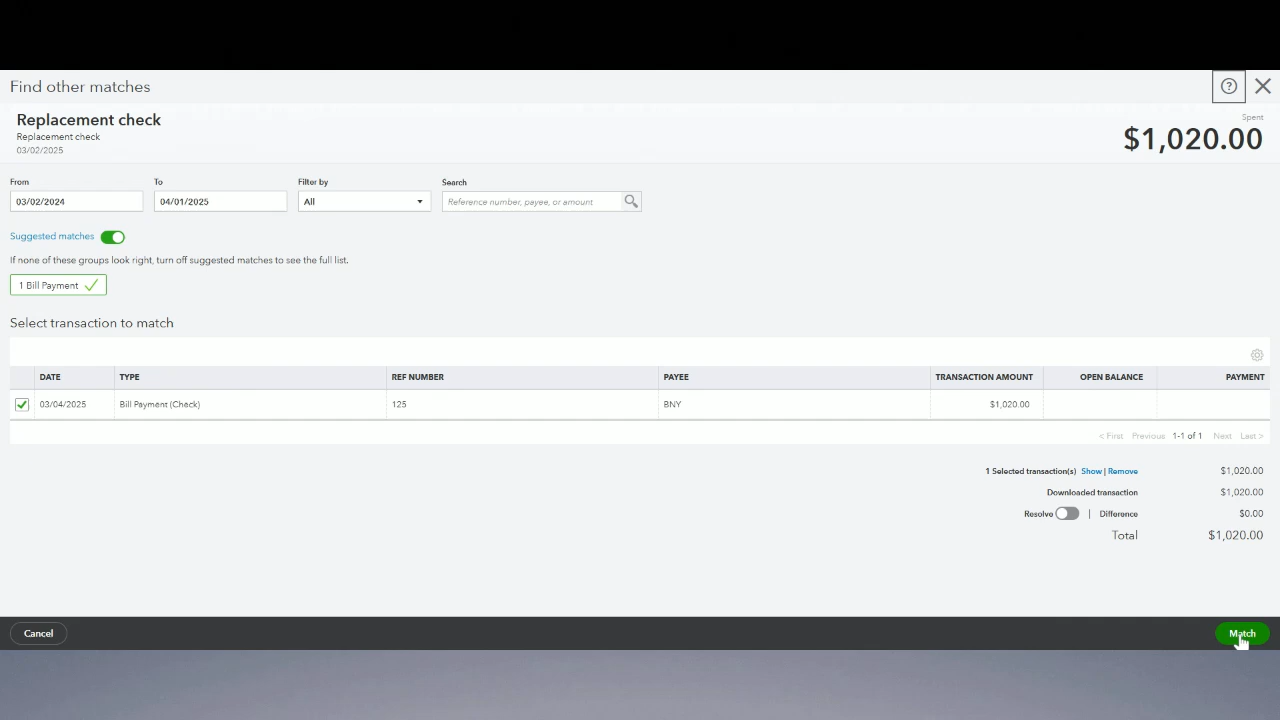 Find other matches
?
Replacement check
Replacement check
03/02/2025
Spent
$1,020.00
From To Filter by Search
03/02/2024 04/01/2025 All Reference number, payee, or amount
Suggested matches
If none of these groups look right, turn off suggested matches to see the full list.
1 Bill Payment
Select transaction to match
DATE TYPE REF NUMBER PAYEE TRANSACTION AMOUNT OPEN BALANCE PAYMENT
03/04/2025 Bill Payment (Check) 125 BNY $1,020.00
< First Previous 1-1 of 1 Next Last >
1 Selected transaction(s) Show | Remove $1,020.00
Downloaded transaction $1,020.00
Resolve | Difference $0.00
Total $1,020.00
Cancel Match